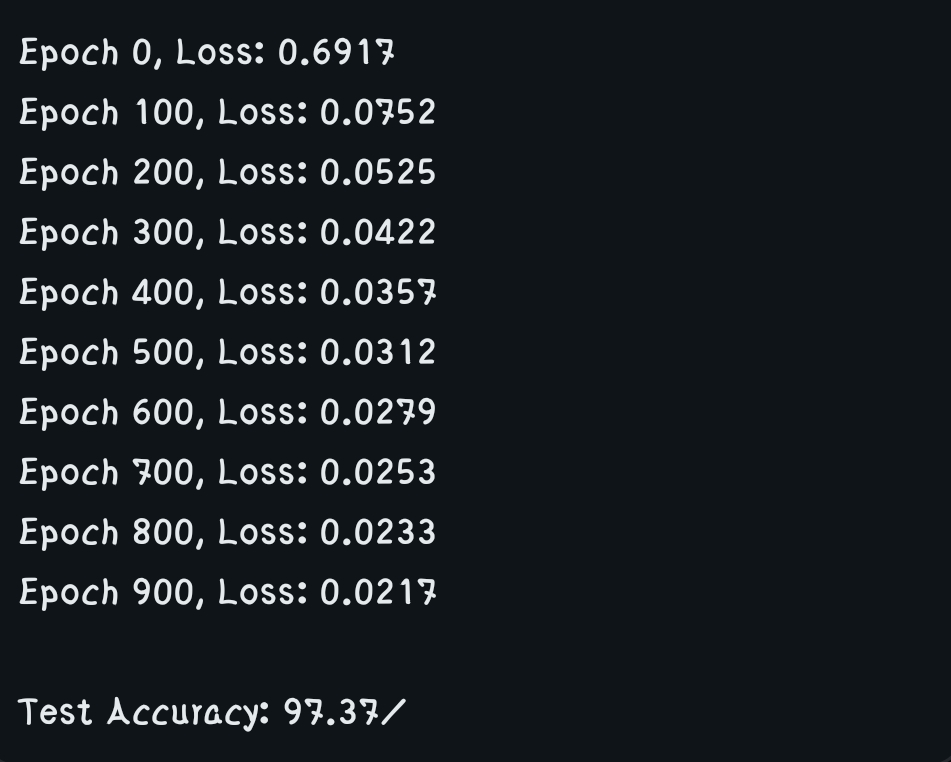 Epoch 0, Loss: 0.6917
Epoch 100, Loss: 0.0752
Epoch 200, Loss: 0.0525
Epoch 300, Loss: 0.0422
Epoch 400, Loss: 0.0357
Epoch 500, Loss: 0.0312
Epoch 600, Loss: 0.0279
Epoch 700, Loss: 0.0253
Epoch 800, Loss: 0.0233
Epoch 900, Loss: 0.0217
Test Accuracy: 97.37/